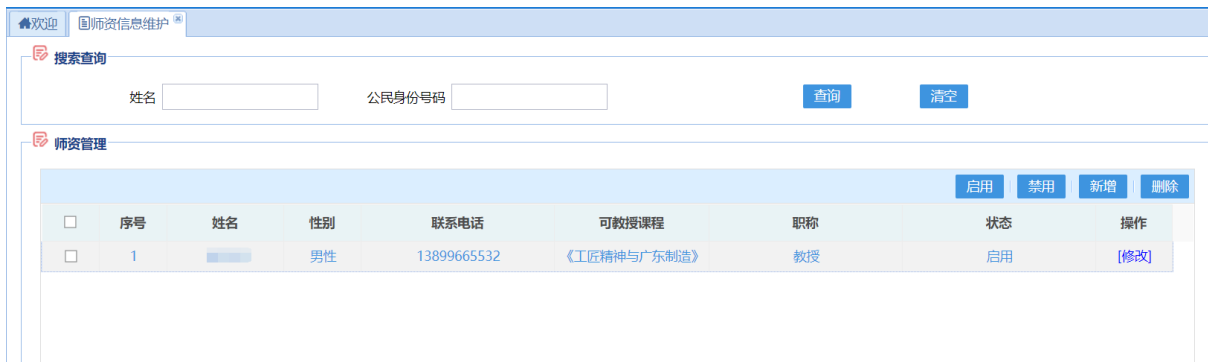 欢迎 师资信息维护
搜索查询
姓名 公民身份号码 查询 清空
师资管理
启用 禁用 新增 删除
序号 姓名 性别 联系电话 可教授课程 职称 状态 操作
1 男性 13899665532 《工匠精神与广东制造》 教授 启用 [修改]